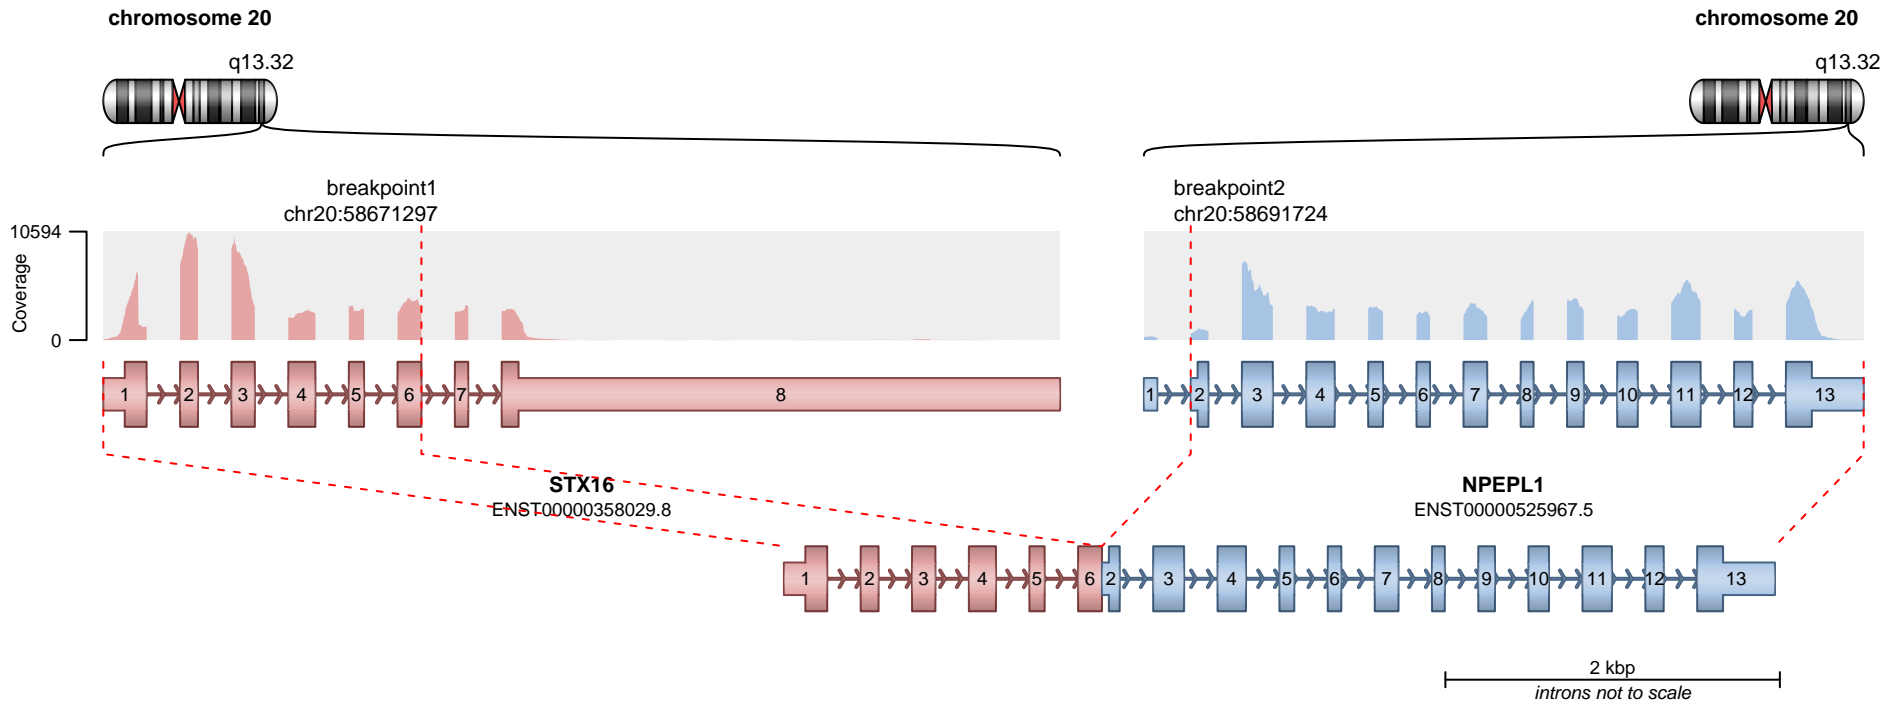 chromosome 20
chromosome 20
q13.32
q13.32
breakpoint1
chr20:58671297
breakpoint2
chr20:58691724
10594
Coverage
0
1 2 3 4 5 6 7 8
1 2 3 4 5 6 7 8 9 10 11 12 13
STX16
ENST00000358029.8
NPEPL1
ENST00000525967.5
1 2 3 4 5 6 2 3 4 5 6 7 8 9 10 11 12 13
2 kbp
introns not to scale